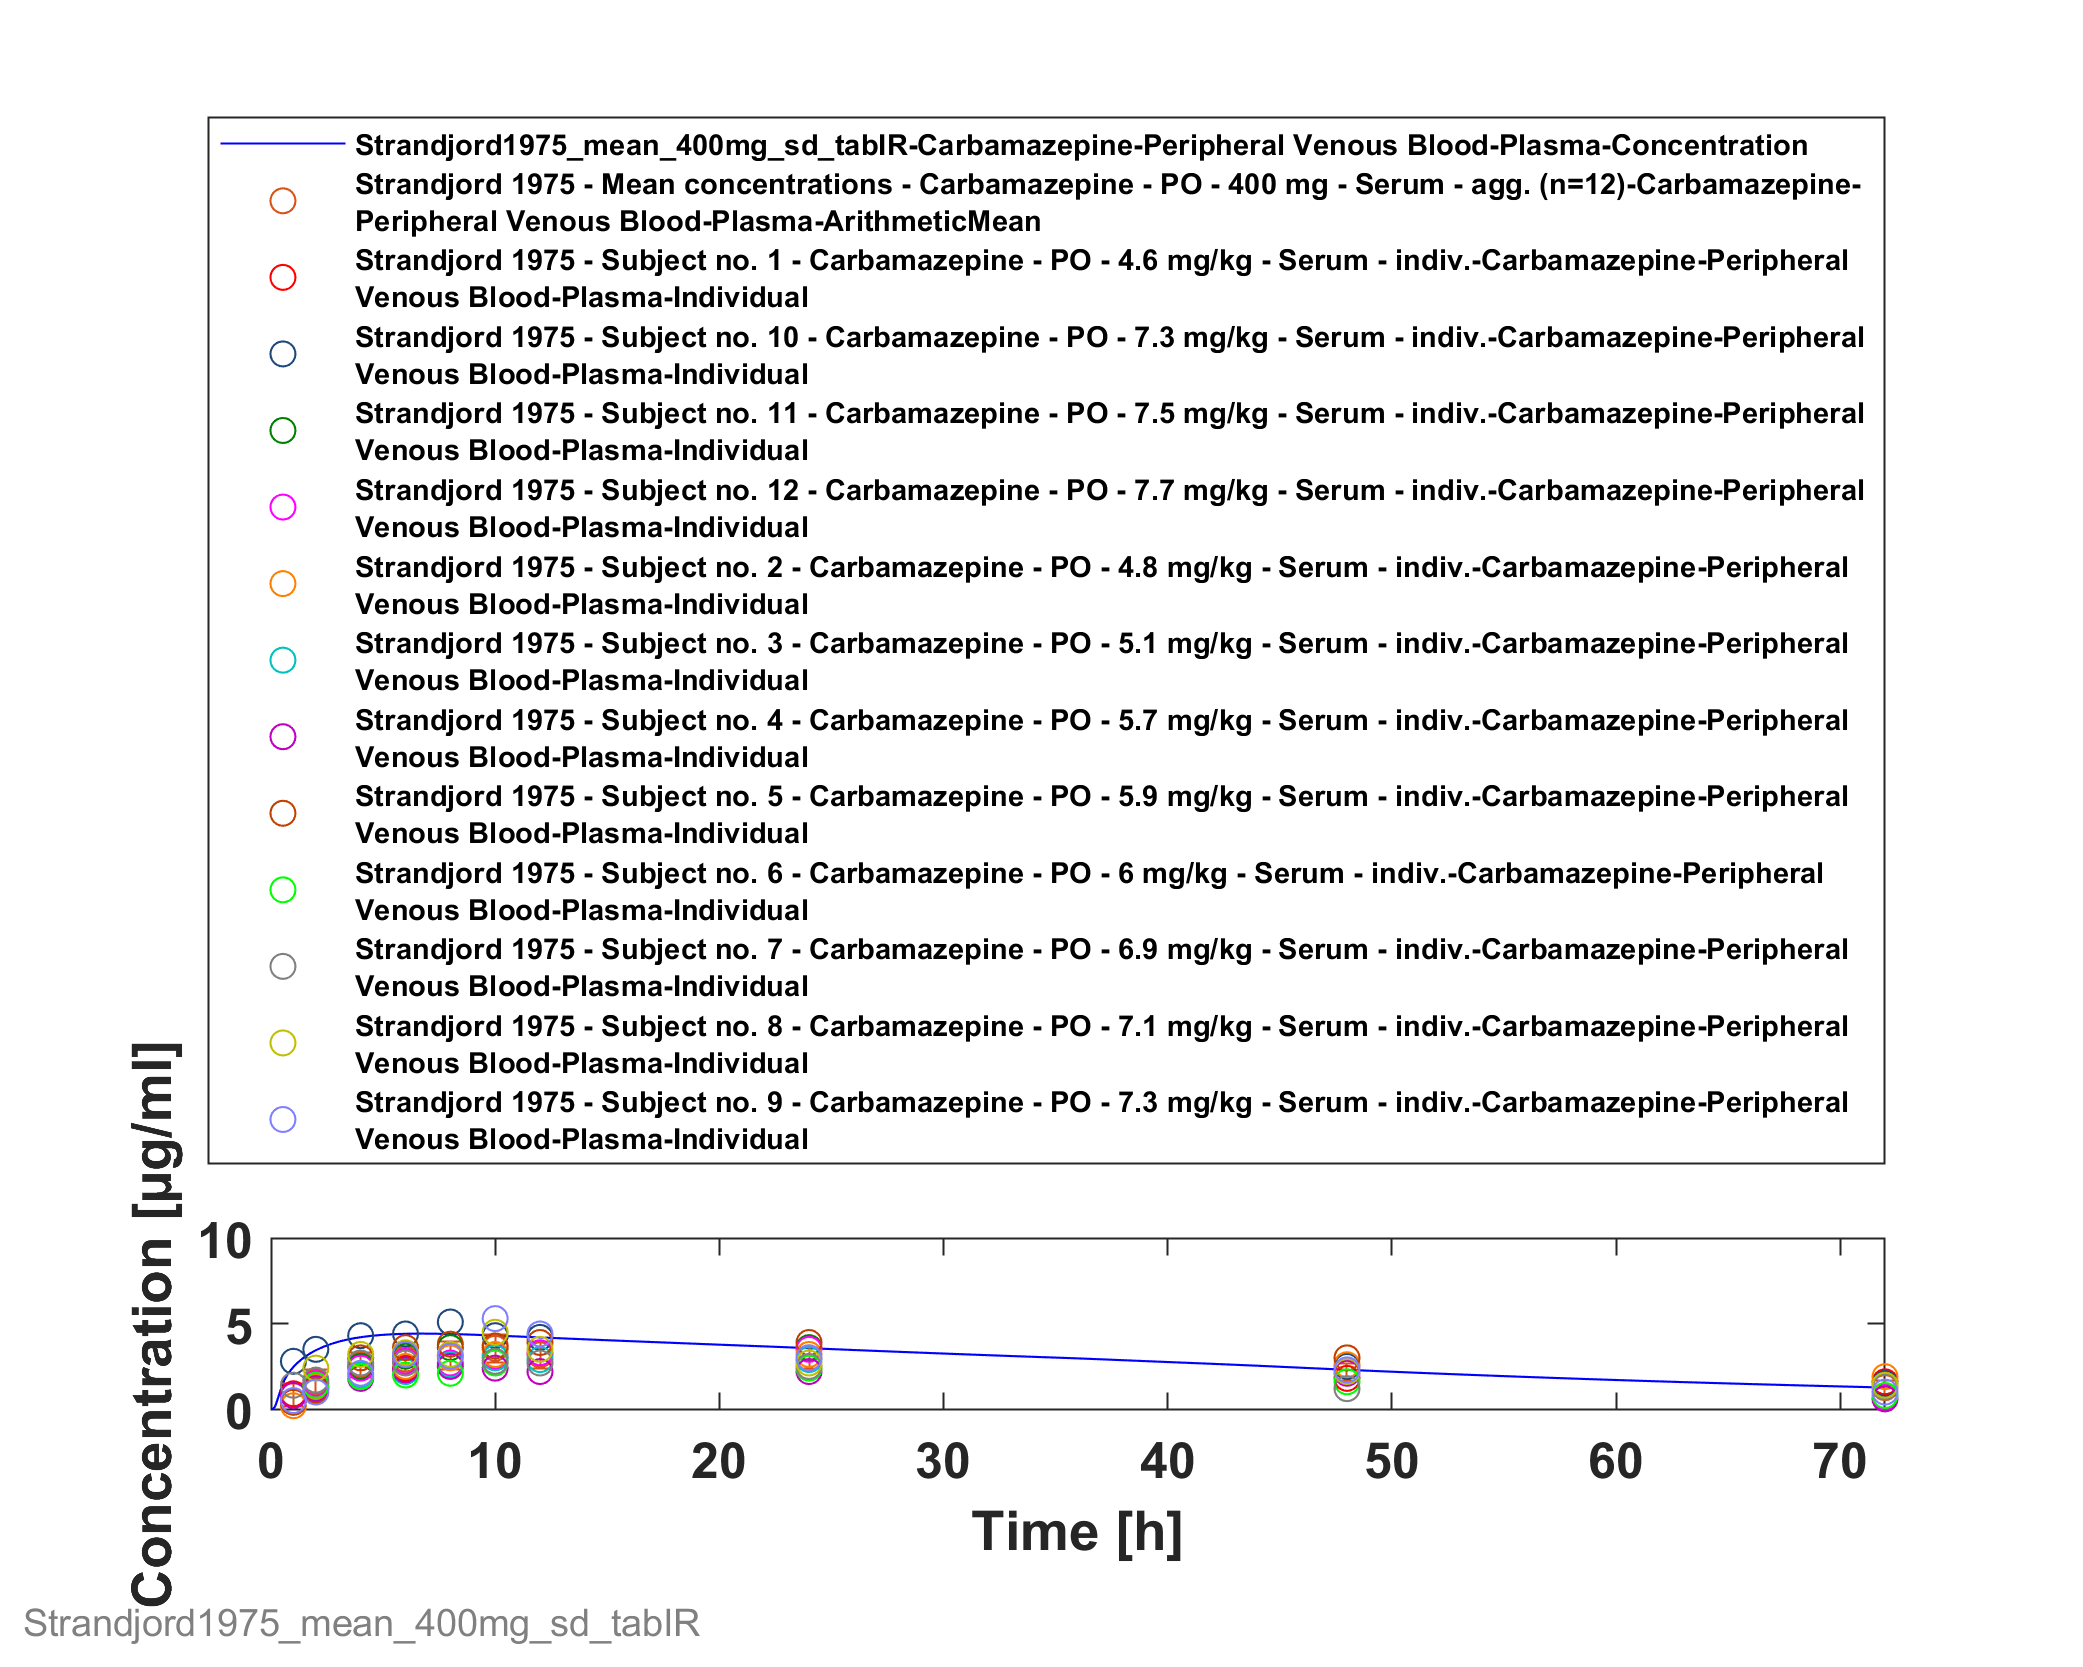 Strandjord1975_mean_400mg_sd_tabIR-Carbamazepine-Peripheral Venous Blood-Plasma-Concentration
Strandjord 1975 - Mean concentrations - Carbamazepine - PO - 400 mg - Serum - agg. (n=12)-Carbamazepine-
Peripheral Venous Blood-Plasma-ArithmeticMean
Strandjord 1975 - Subject no. 1 - Carbamazepine - PO - 4.6 mg/kg - Serum - indiv.-Carbamazepine-Peripheral
Venous Blood-Plasma-Individual
Strandjord 1975 - Subject no. 10 - Carbamazepine - PO - 7.3 mg/kg - Serum - indiv.-Carbamazepine-Peripheral
Venous Blood-Plasma-Individual
Strandjord 1975 - Subject no. 11 - Carbamazepine - PO - 7.5 mg/kg - Serum - indiv.-Carbamazepine-Peripheral
Venous Blood-Plasma-Individual
Strandjord 1975 - Subject no. 12 - Carbamazepine - PO - 7.7 mg/kg - Serum - indiv.-Carbamazepine-Peripheral
Venous Blood-Plasma-Individual
Strandjord 1975 - Subject no. 2 - Carbamazepine - PO - 4.8 mg/kg - Serum - indiv.-Carbamazepine-Peripheral
Venous Blood-Plasma-Individual
Strandjord 1975 - Subject no. 3 - Carbamazepine - PO - 5.1 mg/kg - Serum - indiv.-Carbamazepine-Peripheral
Venous Blood-Plasma-Individual
Strandjord 1975 - Subject no. 4 - Carbamazepine - PO - 5.7 mg/kg - Serum - indiv.-Carbamazepine-Peripheral
Venous Blood-Plasma-Individual
Strandjord 1975 - Subject no. 5 - Carbamazepine - PO - 5.9 mg/kg - Serum - indiv.-Carbamazepine-Peripheral
Venous Blood-Plasma-Individual
Strandjord 1975 - Subject no. 6 - Carbamazepine - PO - 6 mg/kg - Serum - indiv.-Carbamazepine-Peripheral
Venous Blood-Plasma-Individual
Strandjord 1975 - Subject no. 7 - Carbamazepine - PO - 6.9 mg/kg - Serum - indiv.-Carbamazepine-Peripheral
Venous Blood-Plasma-Individual
Strandjord 1975 - Subject no. 8 - Carbamazepine - PO - 7.1 mg/kg - Serum - indiv.-Carbamazepine-Peripheral
Venous Blood-Plasma-Individual
Strandjord 1975 - Subject no. 9 - Carbamazepine - PO - 7.3 mg/kg - Serum - indiv.-Carbamazepine-Peripheral
Venous Blood-Plasma-Individual
Concentration [µg/ml]
10
5
0
0 10 20 30 40 50 60 70
Time [h]
Strandjord1975_mean_400mg_sd_tabIR